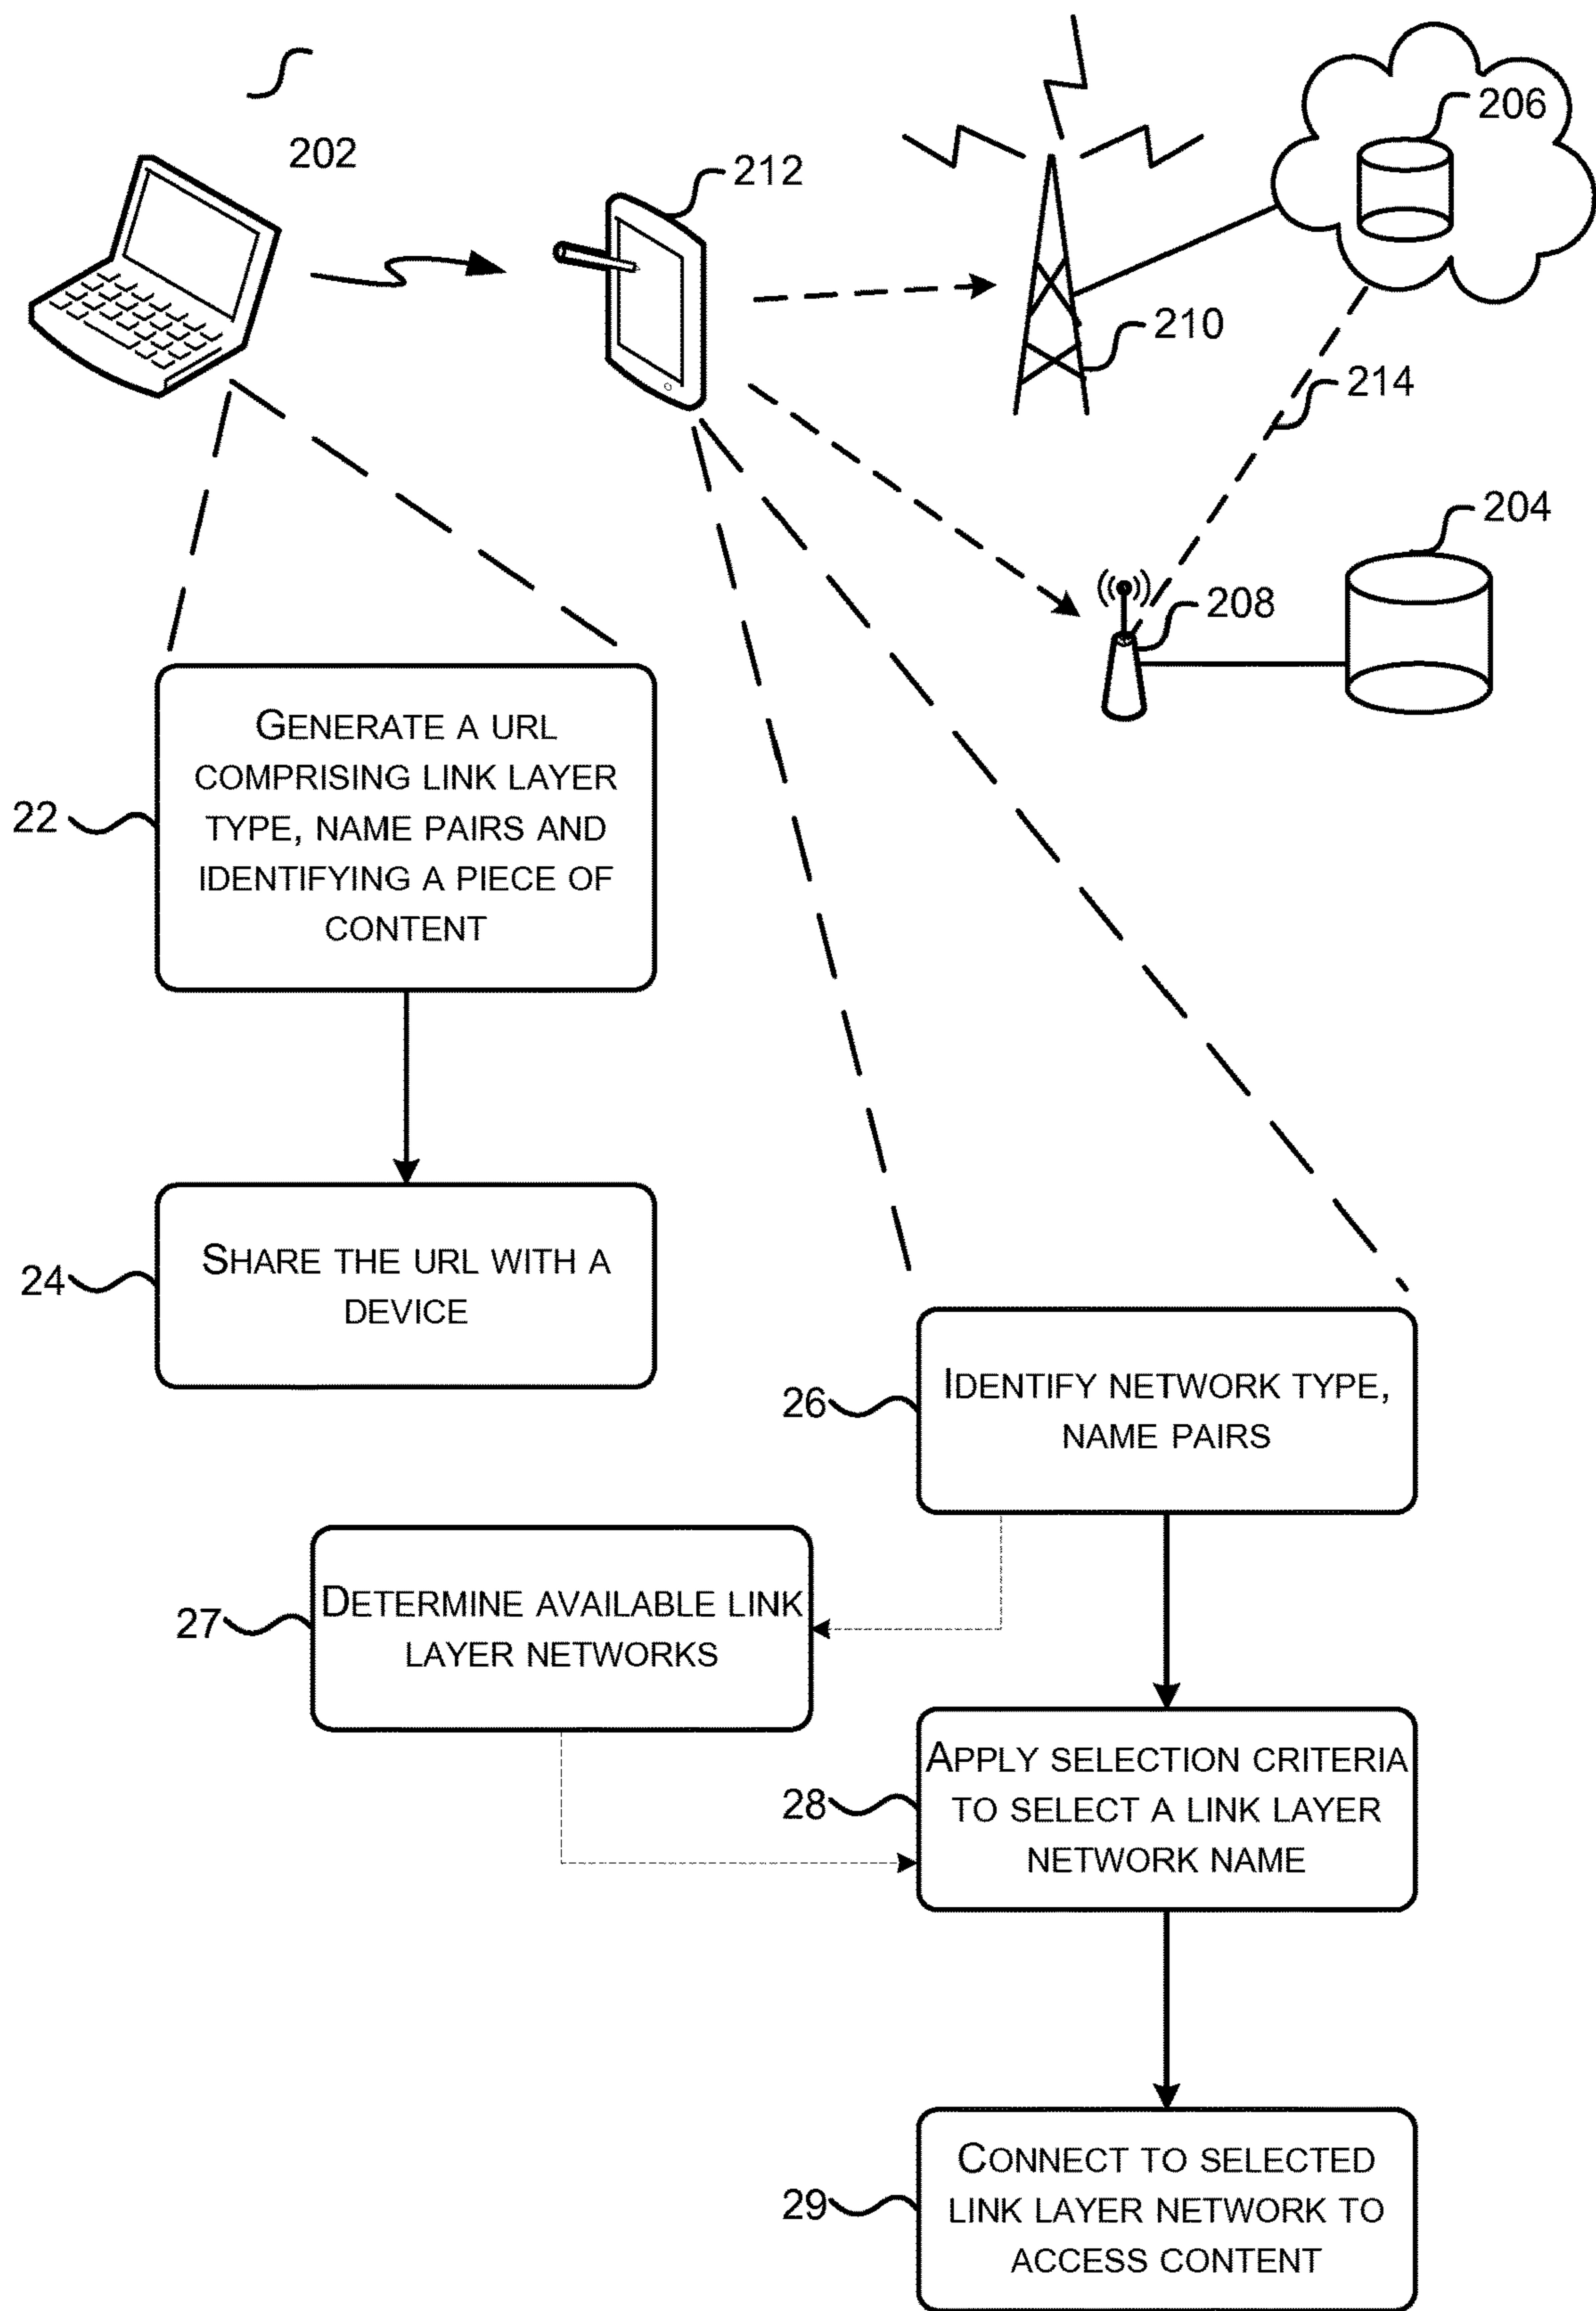 202
212
206
210
214
204
208
22
GENERATE A URL
COMPRISING LINK LAYER
TYPE, NAME PAIRS AND
IDENTIFYING A PIECE OF
CONTENT
24
SHARE THE URL WITH A
DEVICE
26
IDENTIFY NETWORK TYPE,
NAME PAIRS
27
DETERMINE AVAILABLE LINK
LAYER NETWORKS
28
APPLY SELECTION CRITERIA
TO SELECT A LINK LAYER
NETWORK NAME
29
CONNECT TO SELECTED
LINK LAYER NETWORK TO
ACCESS CONTENT